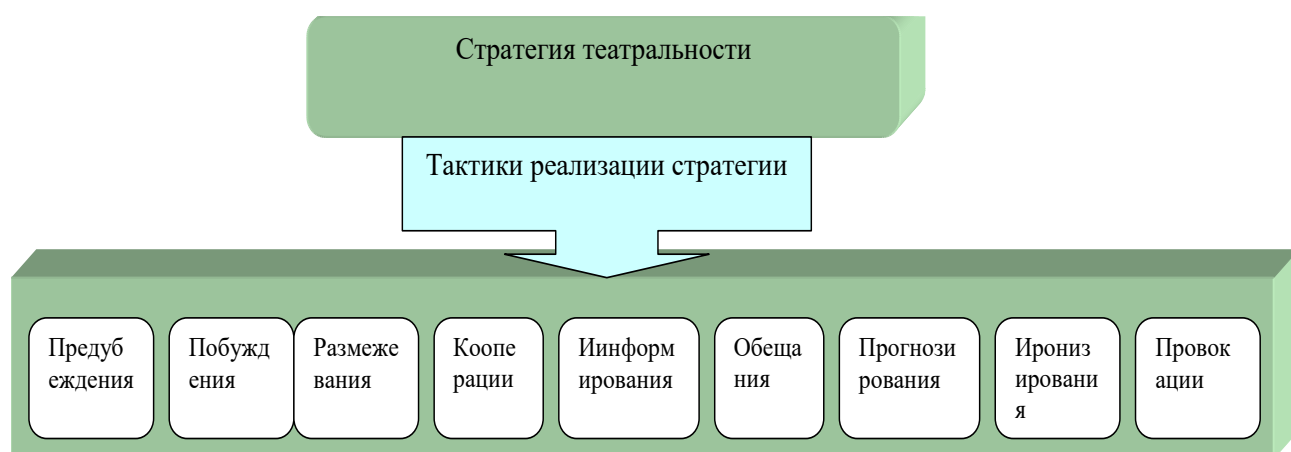 Стратегия театральности
Тактики реализации стратегии
Предуб
еждения
Побужд
ения
Размеже
вания
Коопе
рации
Иинформ
ирования
Обеща
ния
Прогнози
рования
Ирониз
ировани
я
Провок
ации